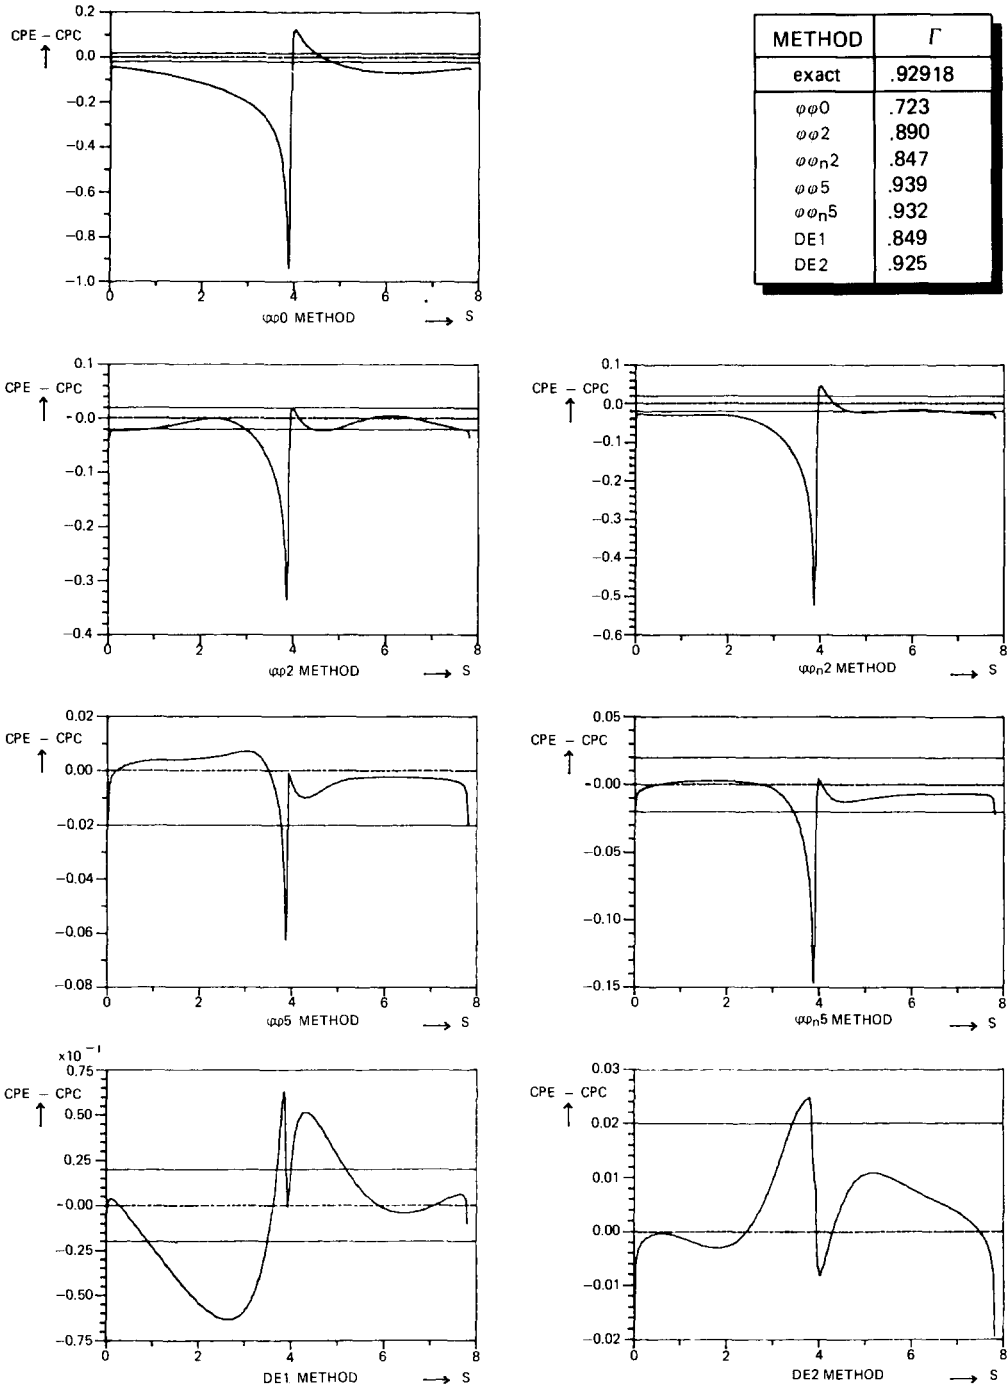 CPE – CPC
0.2
0.0
−0.2
−0.4
−0.6
−0.8
−1.0
0 2 4 6 8
φφ0 METHOD → S
METHOD Γ
exact .92918
φφ0 .723
φφ2 .890
φφn2 .847
φφ5 .939
φφn5 .932
DE1 .849
DE2 .925
CPE – CPC
0.1
0.0
−0.1
−0.2
−0.3
−0.4
0 2 4 6 8
φφ2 METHOD → S
CPE – CPC
0.1
0.0
−0.1
−0.2
−0.3
−0.4
−0.5
−0.6
0 2 4 6 8
φφn2 METHOD → S
CPE – CPC
0.02
0.00
−0.02
−0.04
−0.06
−0.08
0 2 4 6 8
φφ5 METHOD → S
CPE – CPC
0.05
−0.00
−0.05
−0.10
−0.15
0 2 4 6 8
φφn5 METHOD → S
×10⁻¹
CPE – CPC
0.75
0.50
0.25
−0.00
−0.25
−0.50
−0.75
0 2 4 6 8
DE1 METHOD → S
CPE – CPC
0.03
0.02
0.01
0.00
−0.01
−0.02
0 2 4 6 8
DE2 METHOD → S